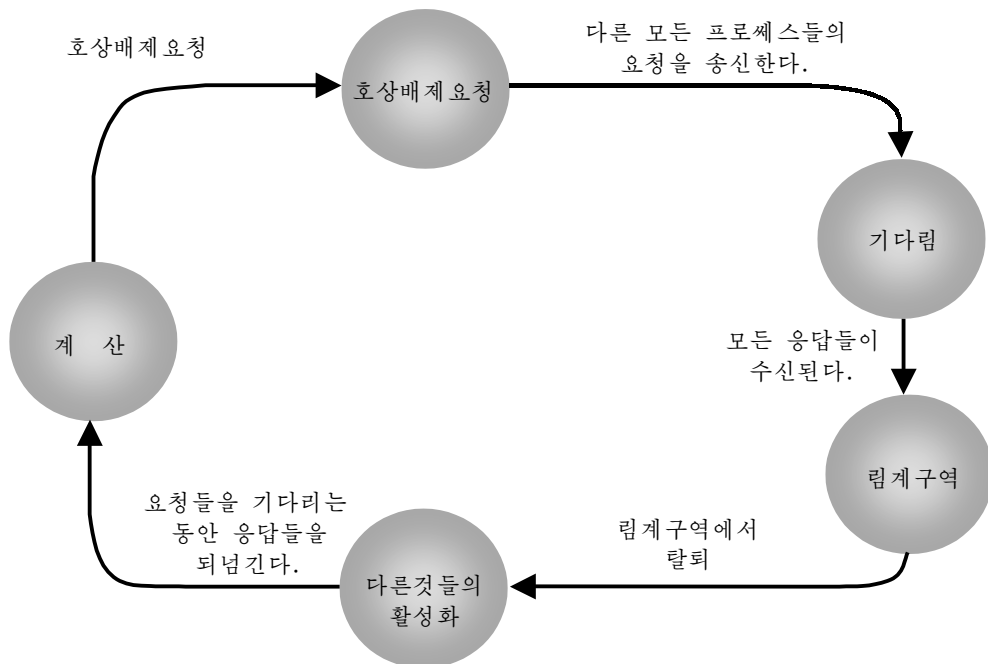 호상배제요청
호상배제요청
다른 모든 프로쎄스들의
요청을 송신한다.
기다림
모든 응답들이
수신된다.
림계구역
림계구역에서
탈퇴
다른것들의
활성화
요청들을 기다리는
동안 응답들을
되넘긴다.
계 산